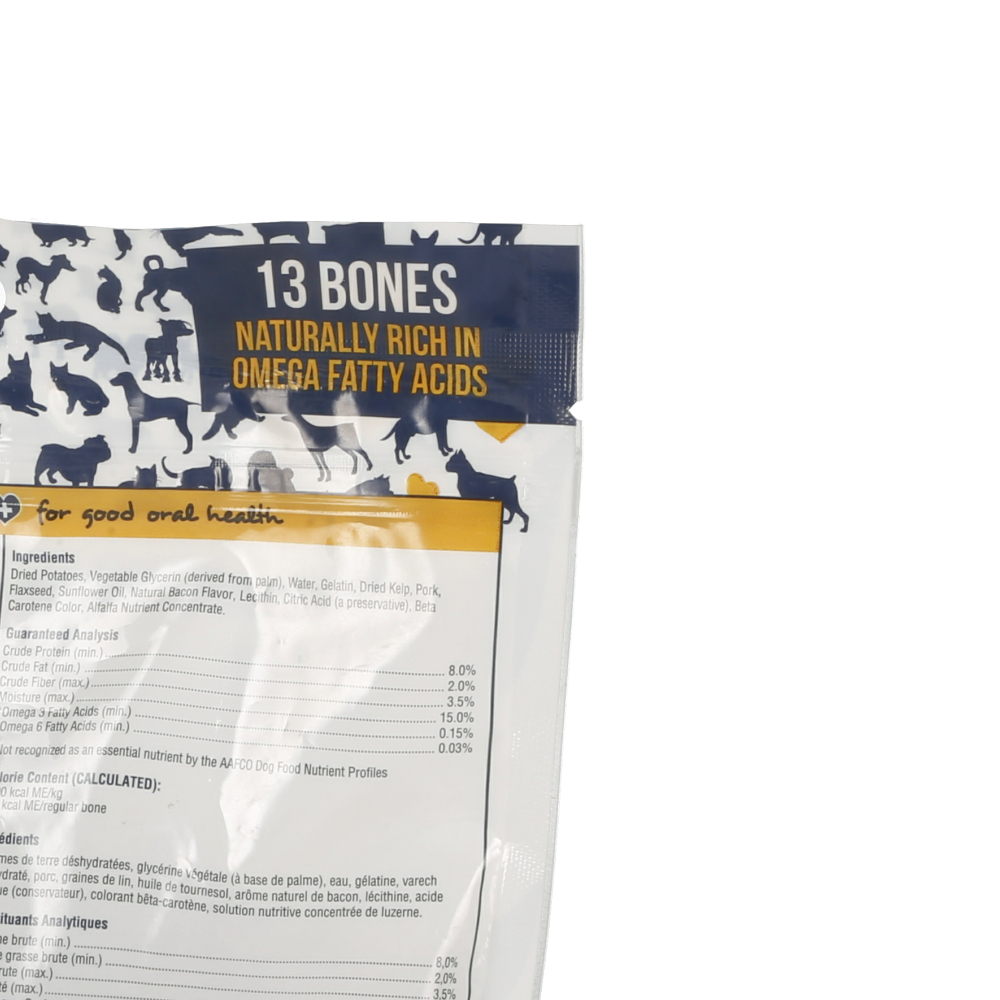 13 BONES
NATURALLY RICH IN
OMEGA FATTY ACIDS
for good oral health
Ingredients
Dried Potatoes, Vegetable Glycerin (derived from palm), Water, Gelatin, Dried Kelp, Pork,
Flaxseed, Sunflower Oil, Natural Bacon Flavor, Lecithin, Citric Acid (a preservative), Beta
Carotene Color, Alfalfa Nutrient Concentrate.
Guaranteed Analysis
Crude Protein (min.) 8.0%
Crude Fat (min.) 2.0%
Crude Fiber (max.) 3.5%
Moisture (max.) 15.0%
*Omega 3 Fatty Acids (min.) 0.15%
*Omega 6 Fatty Acids (min.) 0.03%
Not recognized as an essential nutrient by the AAFCO Dog Food Nutrient Profiles
lorie Content (CALCULATED):
0 kcal ME/kg
kcal ME/regular bone
édients
mes de terre déshydratées, glycérine végétale (à base de palme), eau, gélatine, varech
ydraté, porc, graines de lin, huile de tournesol, arôme naturel de bacon, lécithine, acide
ue (conservateur), colorant bêta-carotène, solution nutritive concentrée de luzerne.
ituants Analytiques
ne brute (min.) 8,0%
e grasse brute (min.) 2,0%
rute (max.) 3,5%
té (max.)